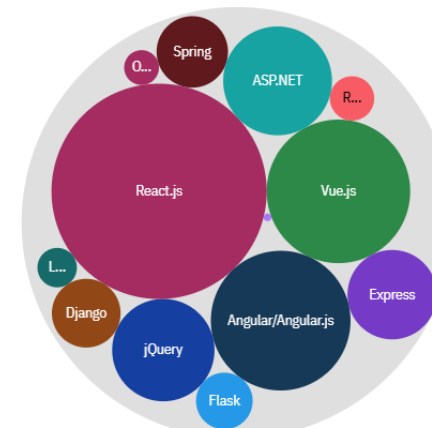 Spring
O...
ASP.NET
R...
React.js
Vue.js
L...
Express
Django
Angular/Angular.js
jQuery
Flask